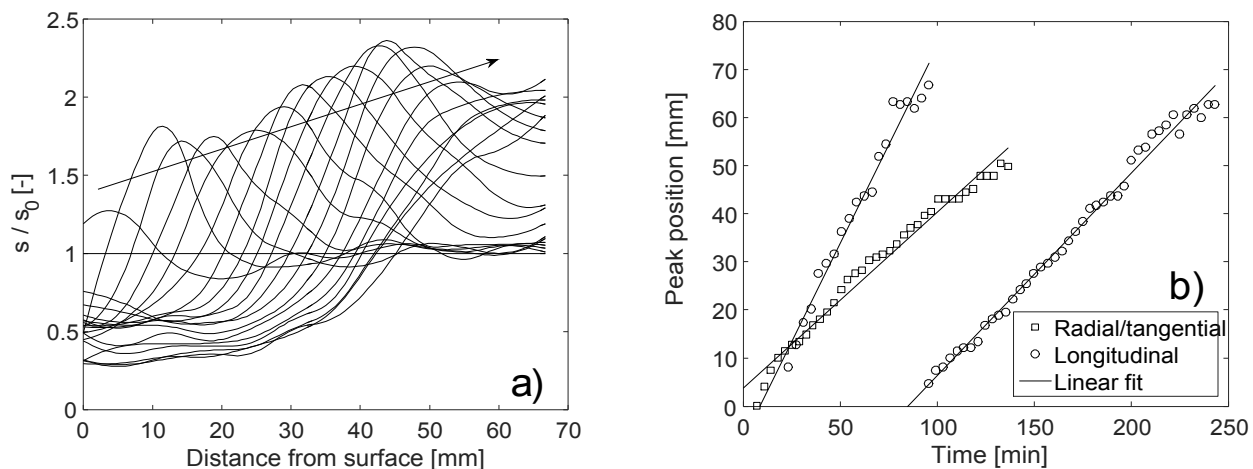 2.5
2
1.5
1
0.5
0
0 10 20 30 40 50 60 70
s / s0 [-]
Distance from surface [mm]
a)
80
70
60
50
40
30
20
10
0
0 50 100 150 200 250
Peak position [mm]
Time [min]
b)
Radial/tangential
Longitudinal
Linear fit